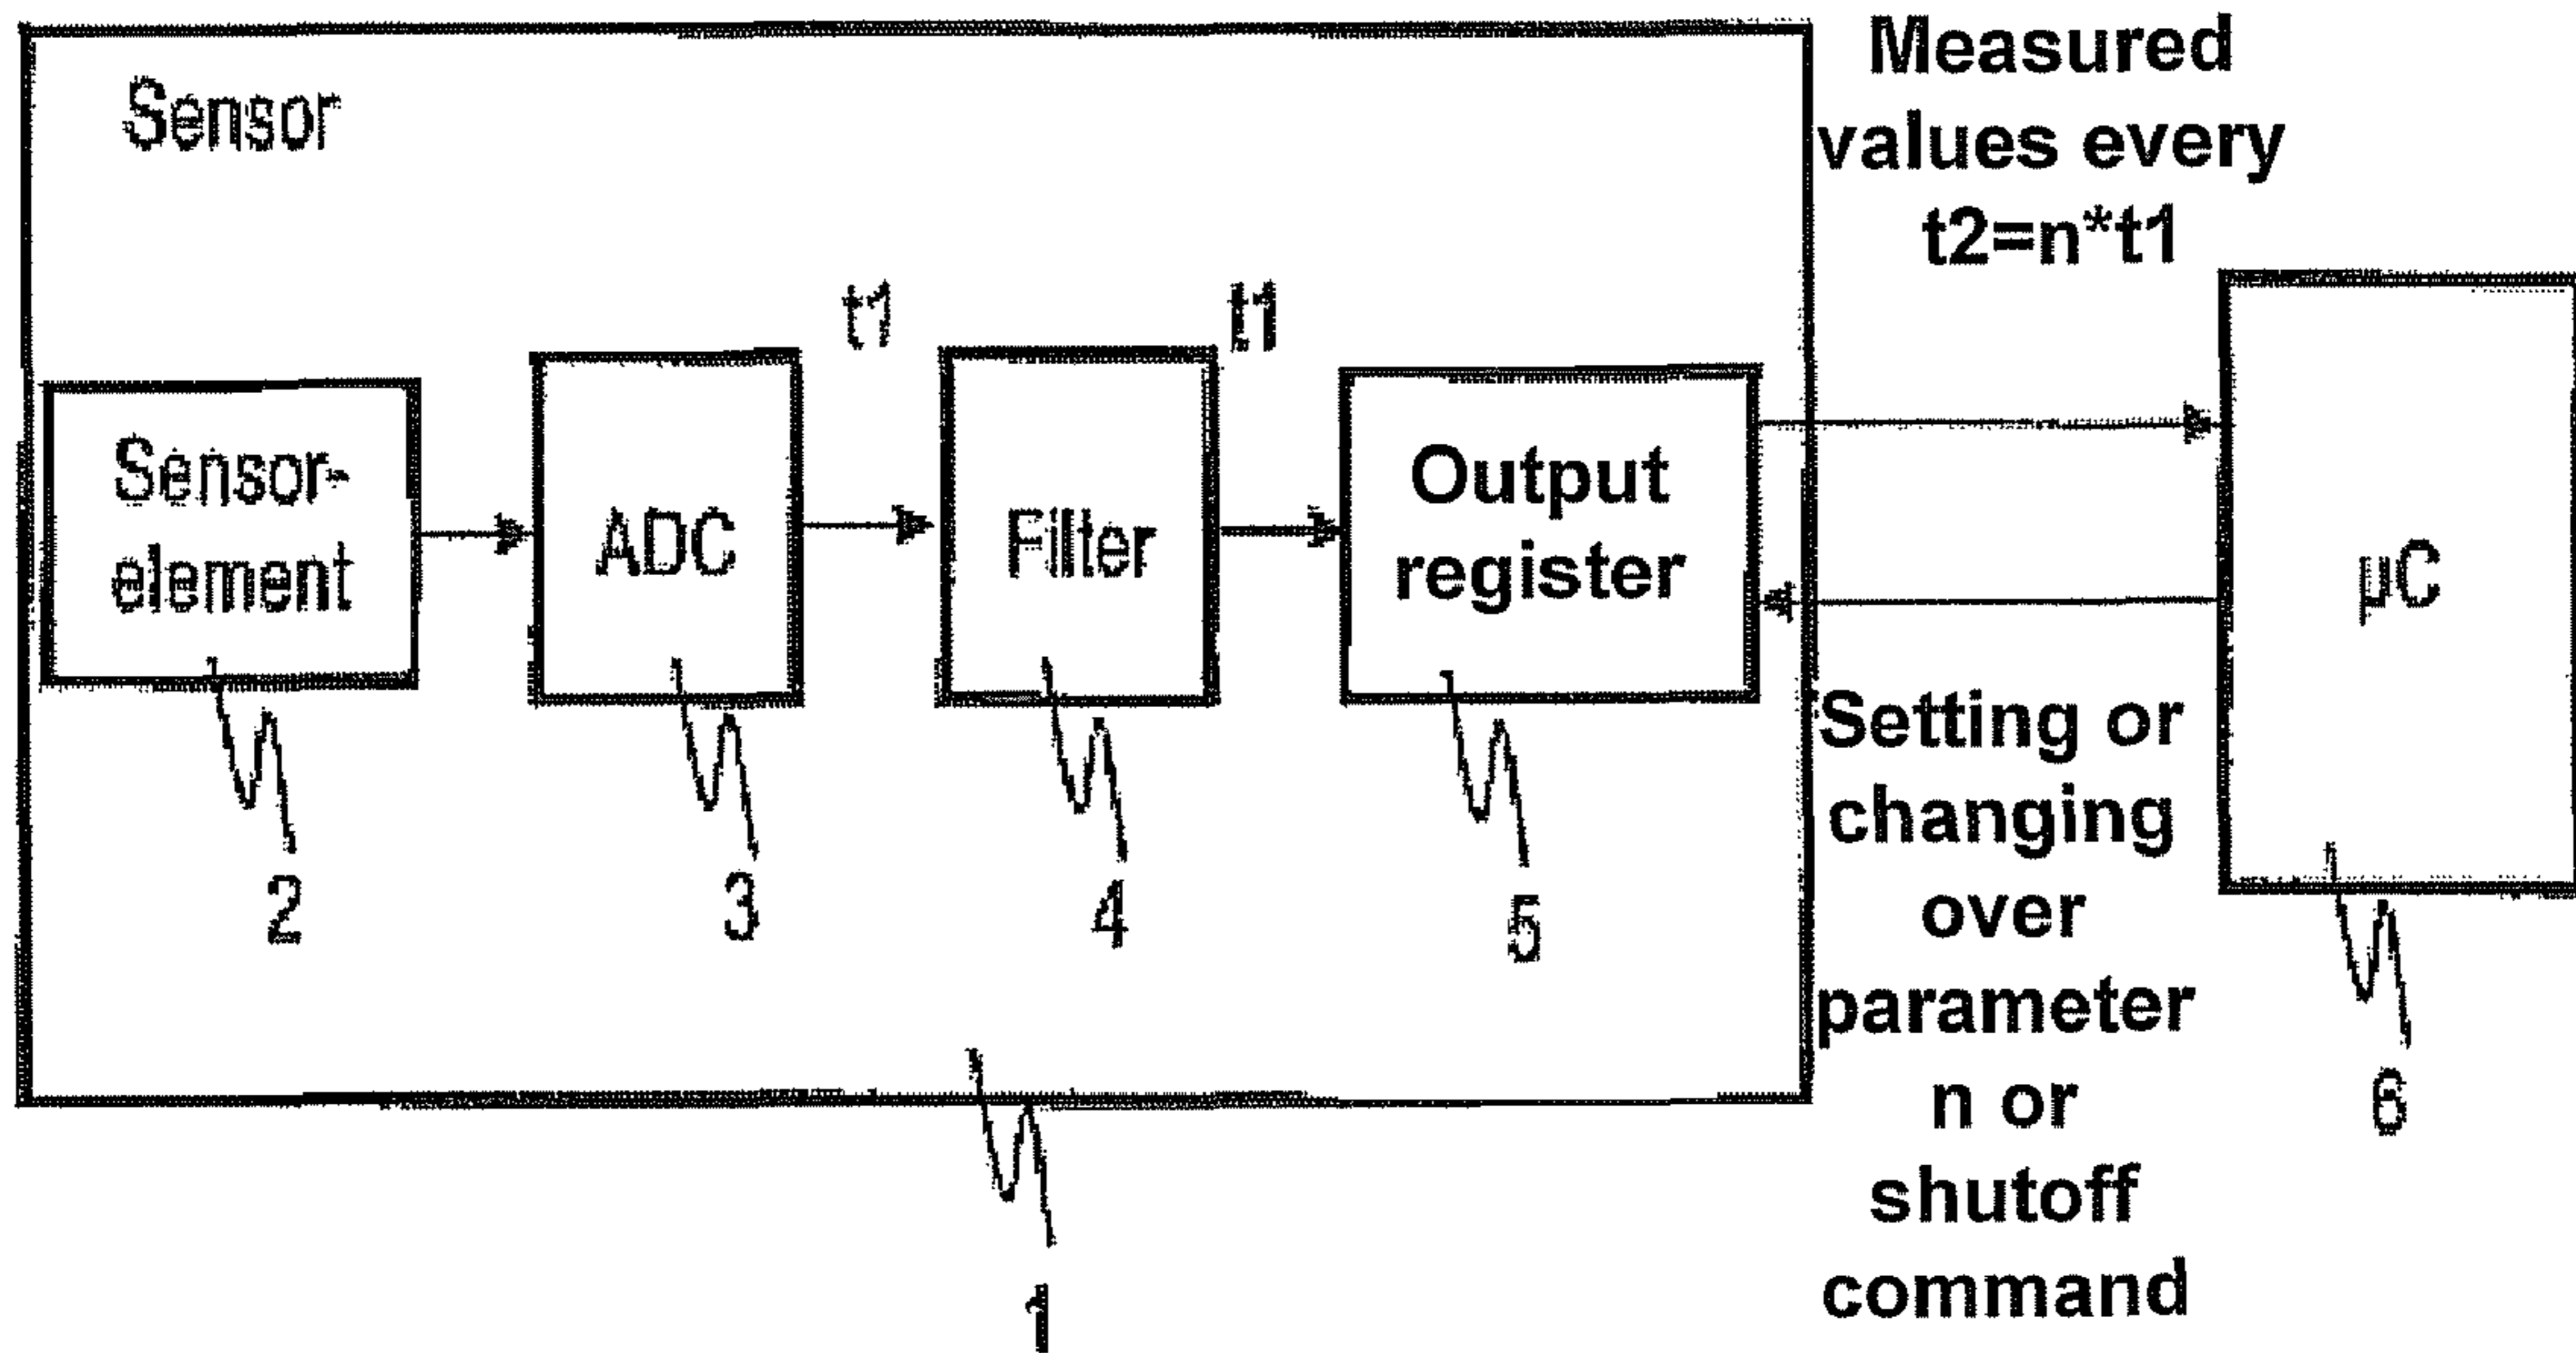 Sensor
Measured
values every
t2=n*t1
t1
t1
Sensor-
element
ADC
Filter
Output
register
µC
Setting or
changing
over
parameter
n or
shutoff
command
2
3
4
5
6
1